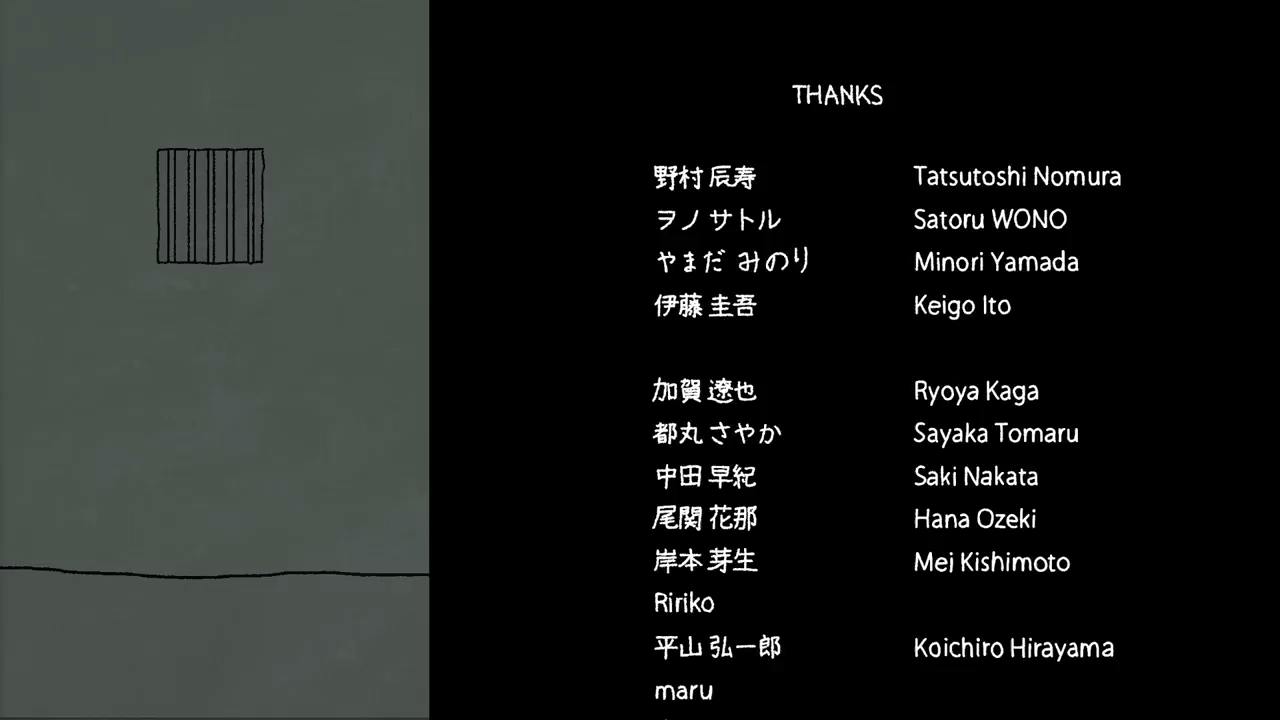 THANKS
野村 辰寿 Tatsutoshi Nomura
ヲノ サトル Satoru WONO
やまだ みのり Minori Yamada
伊藤 圭吾 Keigo Ito
加賀 遼也 Ryoya Kaga
都丸 さやか Sayaka Tomaru
中田 早紀 Saki Nakata
尾関 花那 Hana Ozeki
岸本 芽生 Mei Kishimoto
Ririko
平山 弘一郎 Koichiro Hirayama
maru